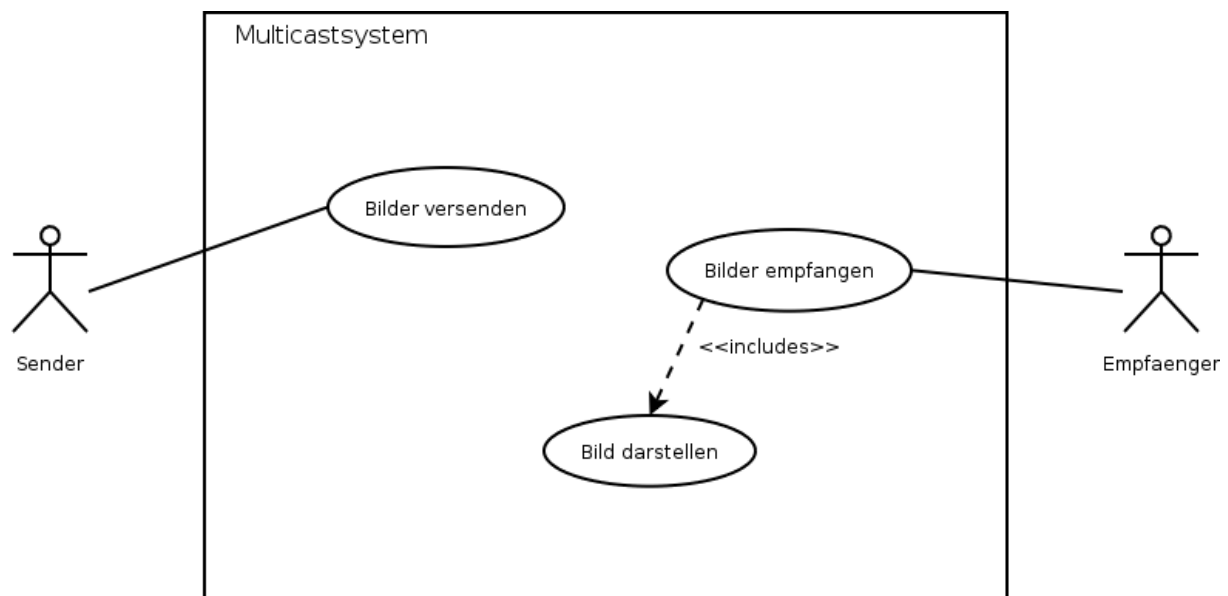 Multicastsystem
Bilder versenden
Bilder empfangen
<<includes>>
Sender
Empfaenger
Bild darstellen